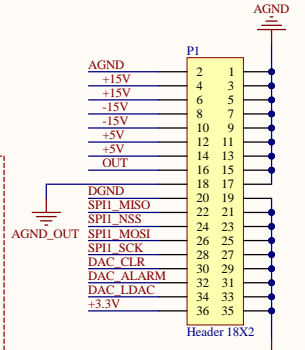 AGND
P1
AGND 2 1
+15V 4 3
+15V 6 5
-15V 8 7
-15V 10 9
+5V 12 11
+5V 14 13
OUT 16 15
18 17
DGND 20 19
SPI1_MISO 22 21
SPI1_NSS 24 23
AGND_OUT
SPI1_MOSI 26 25
SPI1_SCK 28 27
DAC_CLR 30 29
DAC_ALARM 32 31
DAC_LDAC 34 33
+3.3V 36 35
Header 18X2